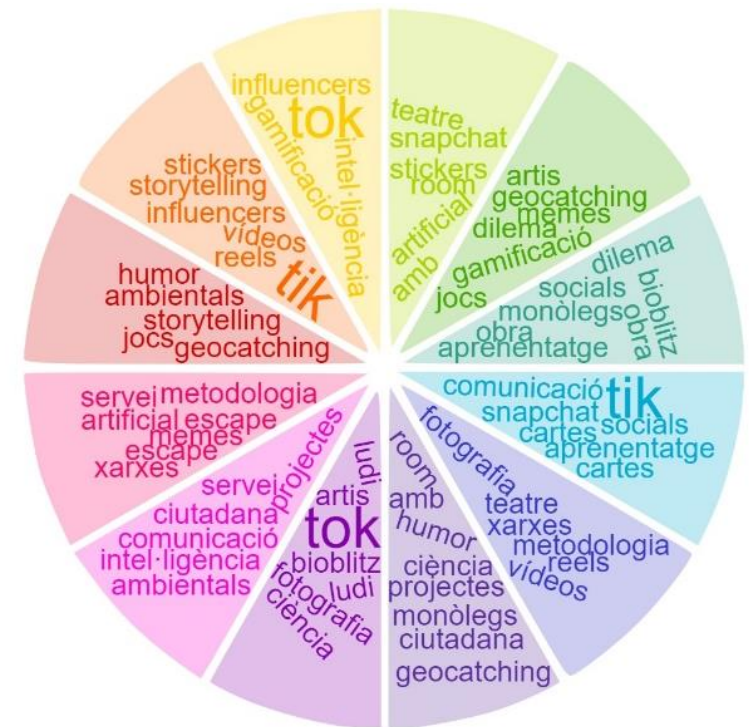 influencers
tok
gamificació
intel·ligència
teatre
snapchat
stickers
room
artificial
amb
artis
geocatching
memes
dilema
gamificació
jocs
dilema
socials
bioblitz
monòlegs
obra
obra
aprenentatge
comunicació
tik
snapchat
socials
cartes
aprenentatge
cartes
fotografia
teatre
xarxes
metodologia
reels
vídeos
room
amb
humor
ciència
projectes
monòlegs
ciutadana
geocatching
ludi
artis
tok
bioblitz
ludi
fotografia
ciència
projectes
servei
ciutadana
comunicació
intel·ligència
ambientals
servei metodologia
artificial escape
memes
escape
xarxes
humor
ambientals
storytelling
jocs
geocatching
stickers
storytelling
influencers
vídeos
reels
tik